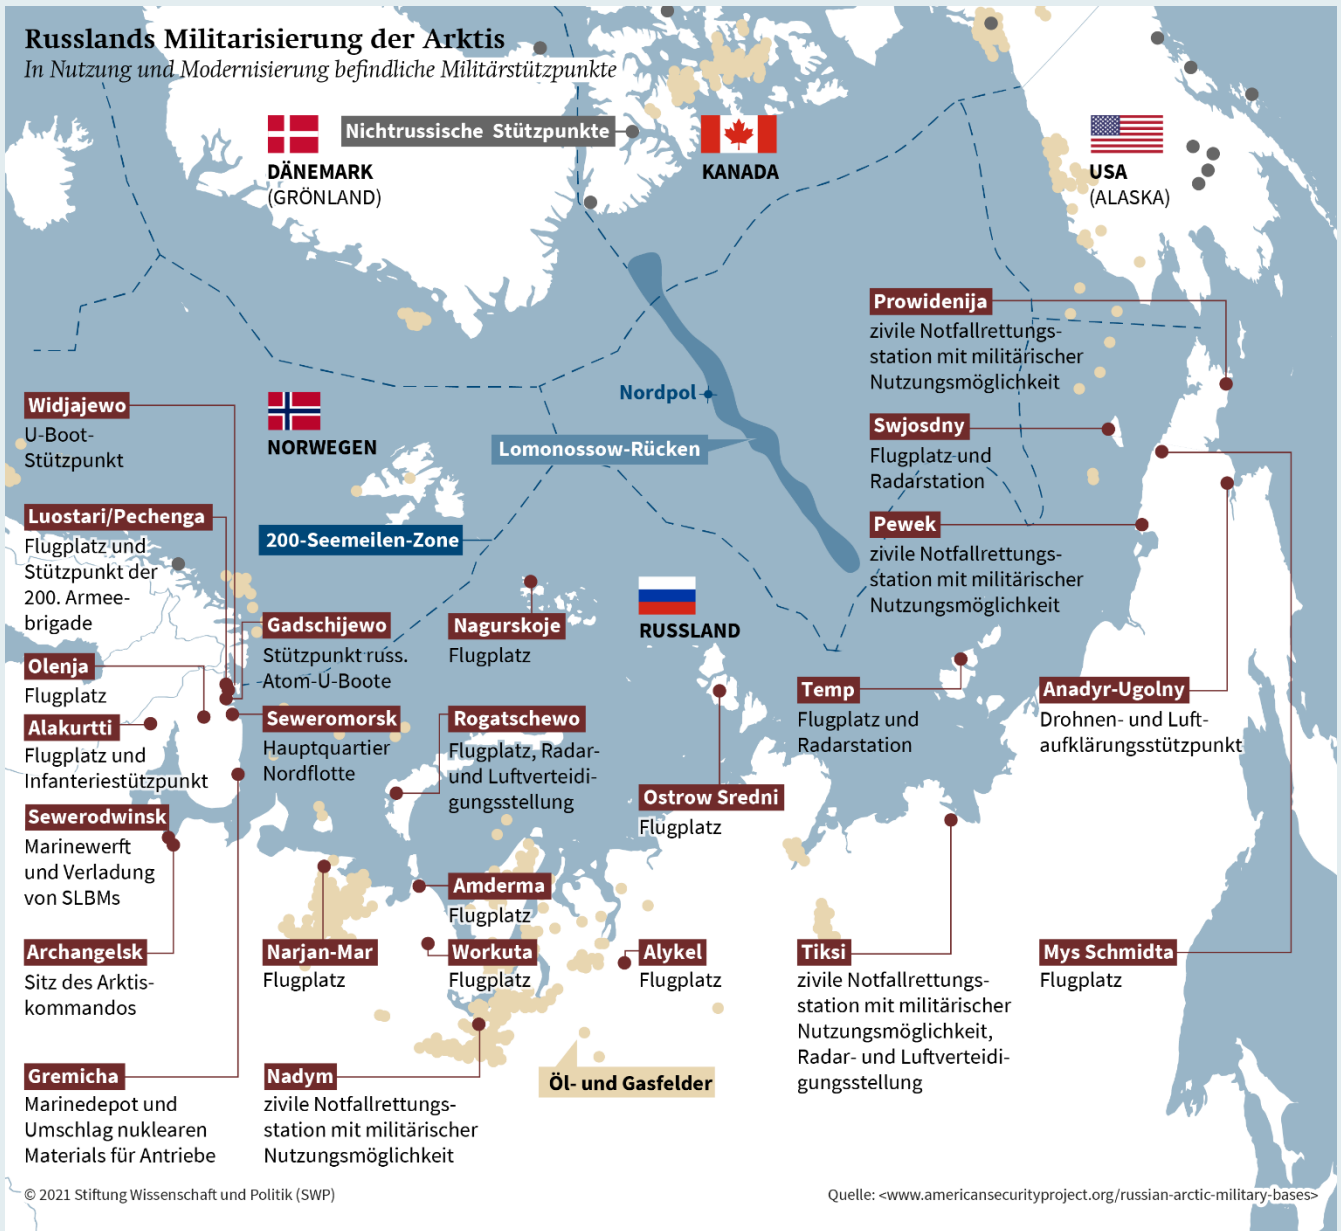 Russlands Militarisierung der Arktis
In Nutzung und Modernisierung befindliche Militärstützpunkte
Nichtrussische Stützpunkte
DÄNEMARK
(GRÖNLAND)
KANADA
USA
(ALASKA)
Prowidenija
zivile Notfallrettungs-
station mit militärischer
Nutzungsmöglichkeit
Nordpol
Lomonossow-Rücken
NORWEGEN
Widjajewo
U-Boot-
Stützpunkt
Swjosdny
Flugplatz und
Radarstation
Luostari/Pechenga
Flugplatz und
Stützpunkt der
200. Armee-
brigade
200-Seemeilen-Zone
Pewek
zivile Notfallrettungs-
station mit militärischer
Nutzungsmöglichkeit
RUSSLAND
Gadschijewo
Stützpunkt russ.
Atom-U-Boote
Nagurskoje
Flugplatz
Olenja
Flugplatz
Alakurtti
Flugplatz und
Infanteriestützpunkt
Seweromorsk
Hauptquartier
Nordflotte
Rogatschewo
Flugplatz, Radar-
und Luftverteidi-
gungsstellung
Temp
Flugplatz und
Radarstation
Anadyr-Ugolny
Drohnen- und Luft-
aufklärungsstützpunkt
Ostrow Sredni
Flugplatz
Sewerodwinsk
Marinewerft
und Verladung
von SLBMs
Amderma
Flugplatz
Archangelsk
Sitz des Arktis-
kommandos
Narjan-Mar
Flugplatz
Workuta
Flugplatz
Alykel
Flugplatz
Tiksi
zivile Notfallrettungs-
station mit militärischer
Nutzungsmöglichkeit,
Radar- und Luftverteidi-
gungsstellung
Mys Schmidta
Flugplatz
Gremicha
Marinedepot und
Umschlag nuklearen
Materials für Antriebe
Nadym
zivile Notfallrettungs-
station mit militärischer
Nutzungsmöglichkeit
Öl- und Gasfelder
© 2021 Stiftung Wissenschaft und Politik (SWP)
Quelle: <www.americansecurityproject.org/russian-arctic-military-bases>